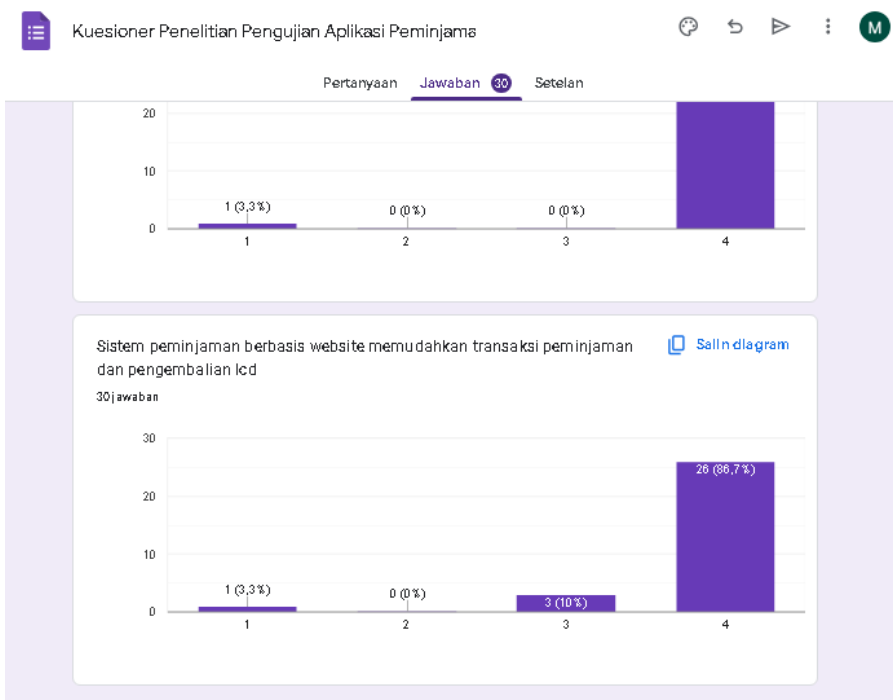 Kuesioner Penelitian Pengujian Aplikasi Peminjama
M
Pertanyaan Jawaban 30 Setelan
20
10
0
1 (3,3%)
0 (0%)
0 (0%)
1 2 3 4
Sistem peminjaman berbasis website memudahkan transaksi peminjaman
dan pengembalian lcd
Salin diagram
30 jawaban
30
20
10
0
1 (3,3%)
0 (0%)
3 (10%)
26 (86,7%)
1 2 3 4